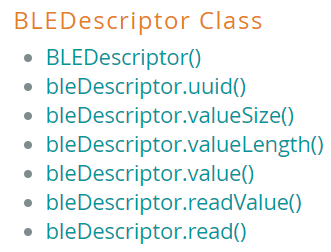 BLEDescriptor Class
BLEDescriptor()
bleDescriptor.uuid()
bleDescriptor.valueSize()
bleDescriptor.valueLength()
bleDescriptor.value()
bleDescriptor.readValue()
bleDescriptor.read()